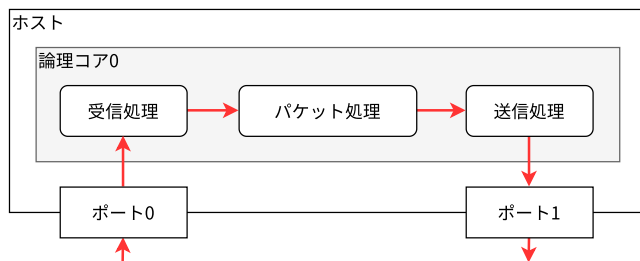 ホスト
論理コア0
受信処理
パケット処理
送信処理
ポート0
ポート1